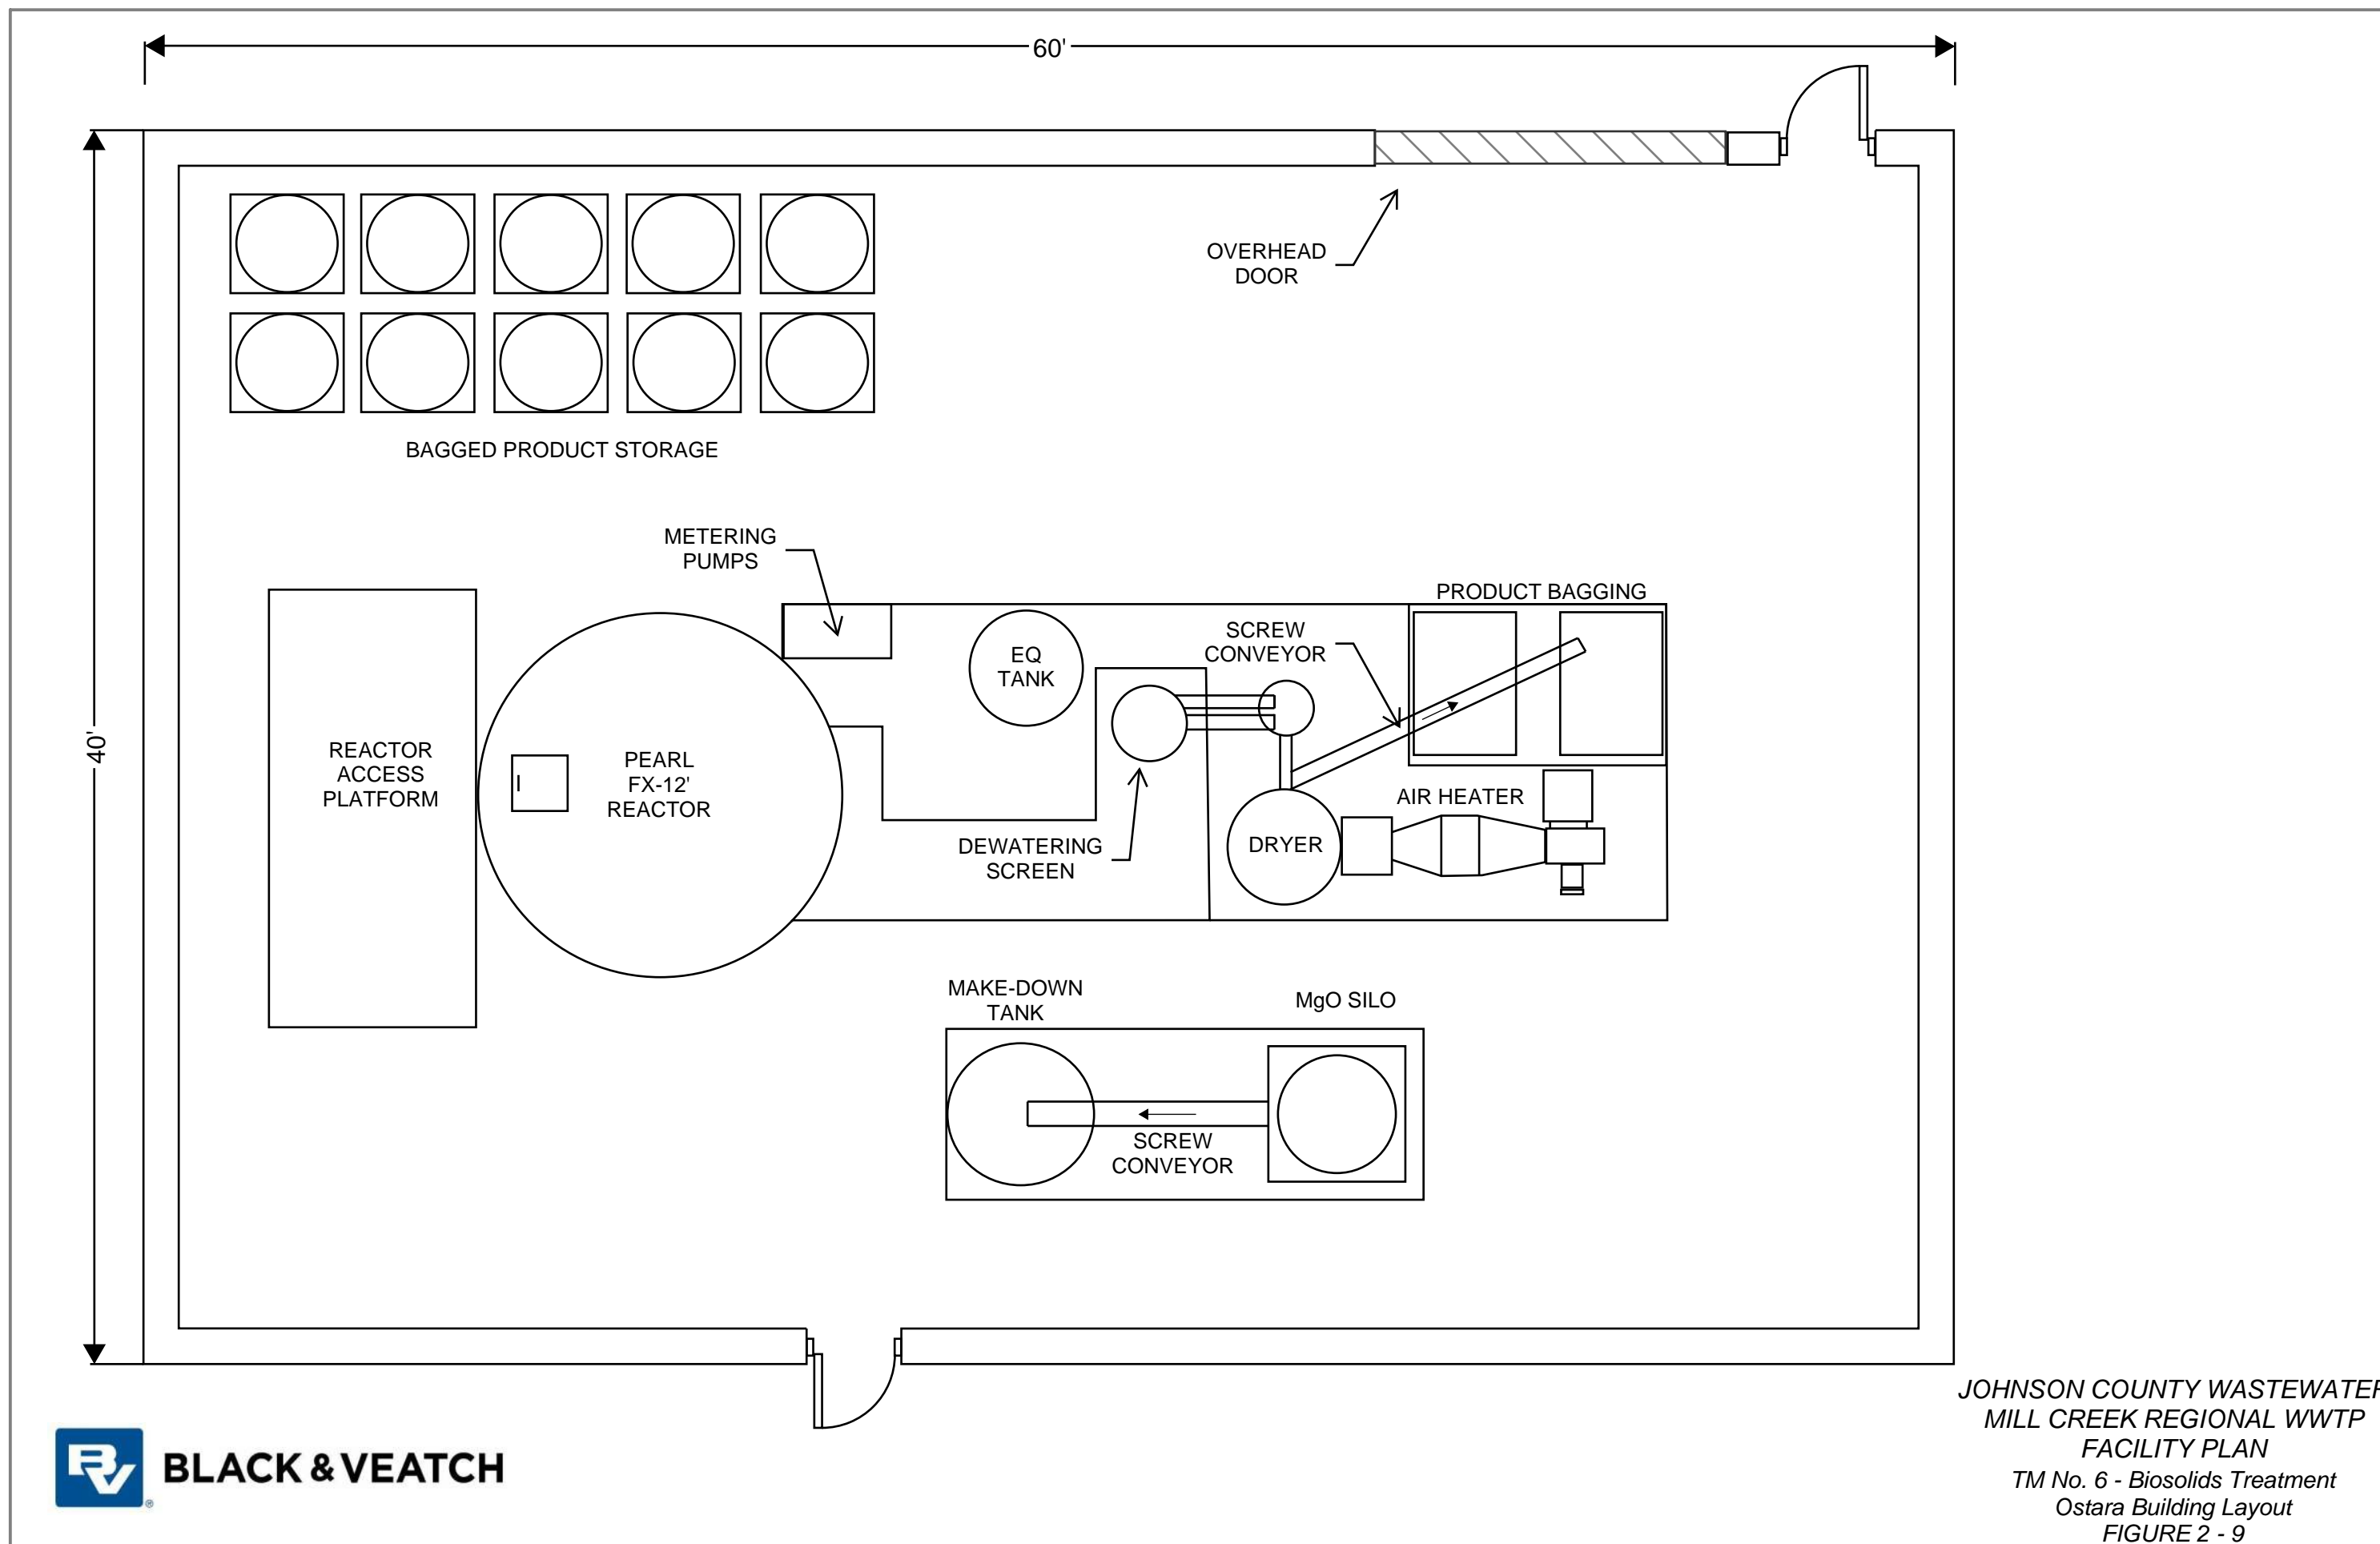 60'
OVERHEAD
DOOR
BAGGED PRODUCT STORAGE
METERING
PUMPS
PRODUCT BAGGING
SCREW
CONVEYOR
EQ
TANK
40'
REACTOR
ACCESS
PLATFORM
PEARL
FX-12'
REACTOR
AIR HEATER
DEWATERING
SCREEN
DRYER
MAKE-DOWN
TANK
MgO SILO
SCREW
CONVEYOR
BV
®
BLACK & VEATCH
JOHNSON COUNTY WASTEWATER
MILL CREEK REGIONAL WWTP
FACILITY PLAN
TM No. 6 - Biosolids Treatment
Ostara Building Layout
FIGURE 2 - 9